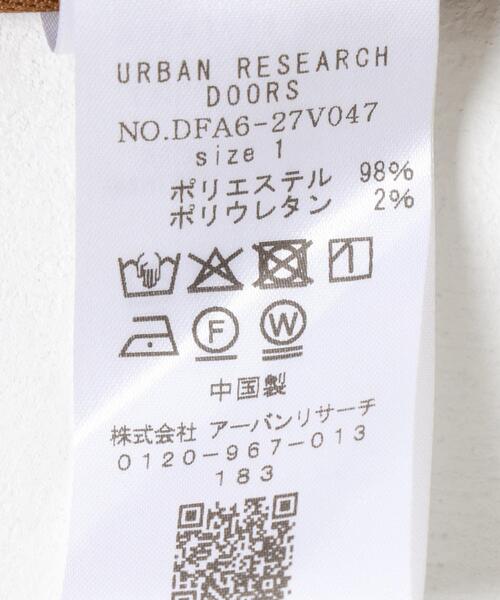 URBAN RESEARCH
DOORS
NO.DFA6-27V047
size 1
ポリエステル 98%
ポリウレタン 2%
F W
中国製
株式会社 アーバンリサーチ
0120-967-013
183